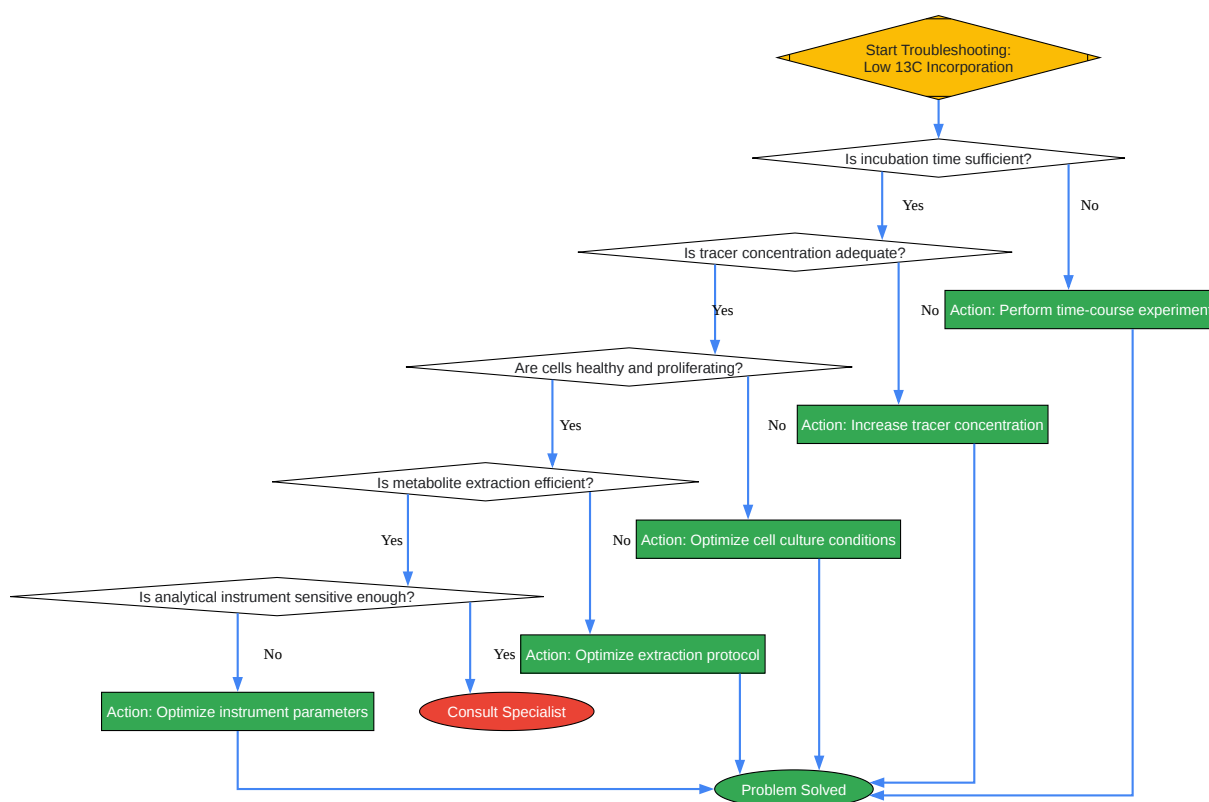 Start Troubleshooting:
Low 13C Incorporation
Is incubation time sufficient?
Yes
No
Is tracer concentration adequate?
Yes
No
Action: Perform time-course experiment
Are cells healthy and proliferating?
Yes
No
Action: Increase tracer concentration
Is metabolite extraction efficient?
Yes
No
Action: Optimize cell culture conditions
Is analytical instrument sensitive enough?
No
Yes
Action: Optimize extraction protocol
Action: Optimize instrument parameters
Consult Specialist
Problem Solved